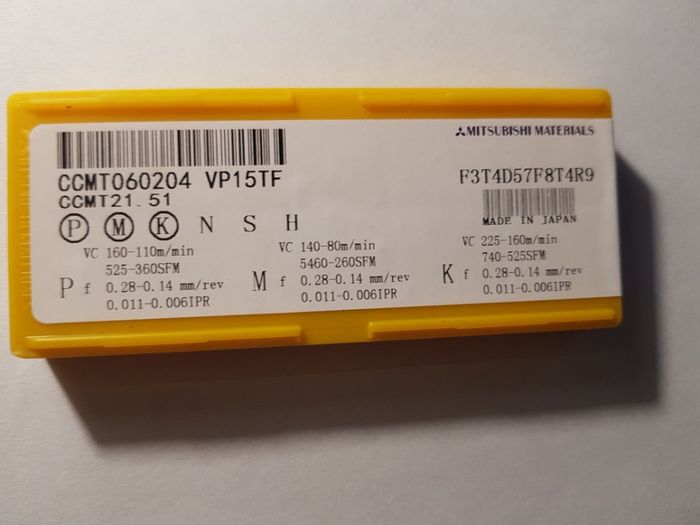 MITSUBISHI MATERIALS
CCMT060204 VP15TF
CCMT21.51
F3T4D57F8T4R9
MADE IN JAPAN
P M K N S H
P
VC 160-110m/min
525-360SFM
f 0.28-0.14 mm/rev
0.011-0.006IPR
M
VC 140-80m/min
5460-260SFM
f 0.28-0.14 mm/rev
0.011-0.006IPR
K
VC 225-160m/min
740-525SFM
f 0.28-0.14 mm/rev
0.011-0.006IPR